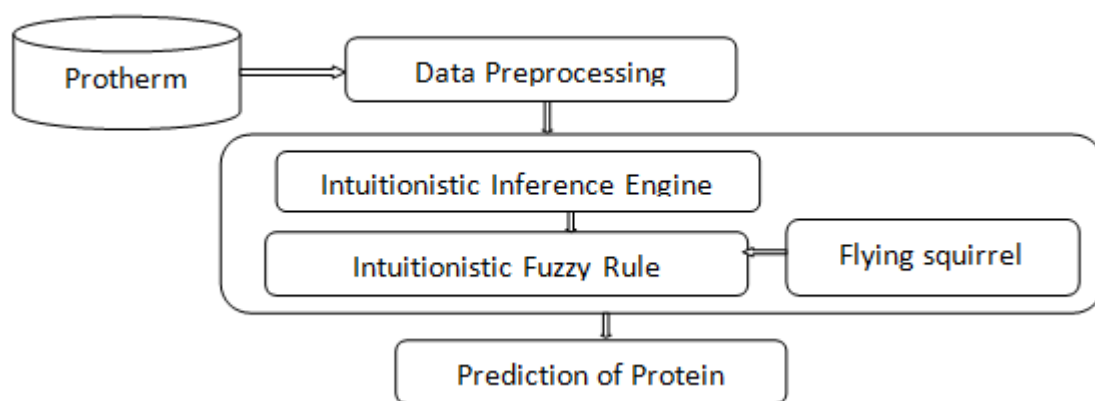 Protherm
Data Preprocessing
Intuitionistic Inference Engine
Intuitionistic Fuzzy Rule
Flying squirrel
Prediction of Protein